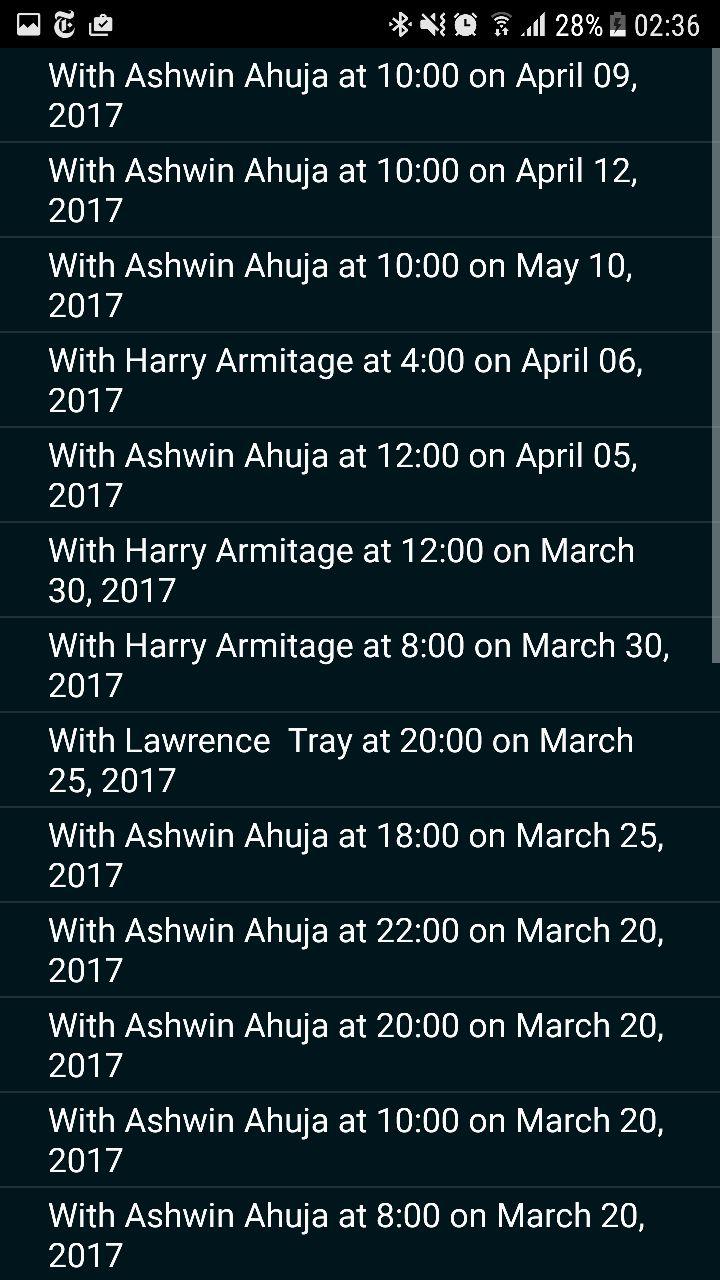 28% 02:36
With Ashwin Ahuja at 10:00 on April 09,
2017
With Ashwin Ahuja at 10:00 on April 12,
2017
With Ashwin Ahuja at 10:00 on May 10,
2017
With Harry Armitage at 4:00 on April 06,
2017
With Ashwin Ahuja at 12:00 on April 05,
2017
With Harry Armitage at 12:00 on March
30, 2017
With Harry Armitage at 8:00 on March 30,
2017
With Lawrence  Tray at 20:00 on March
25, 2017
With Ashwin Ahuja at 18:00 on March 25,
2017
With Ashwin Ahuja at 22:00 on March 20,
2017
With Ashwin Ahuja at 20:00 on March 20,
2017
With Ashwin Ahuja at 10:00 on March 20,
2017
With Ashwin Ahuja at 8:00 on March 20,
2017